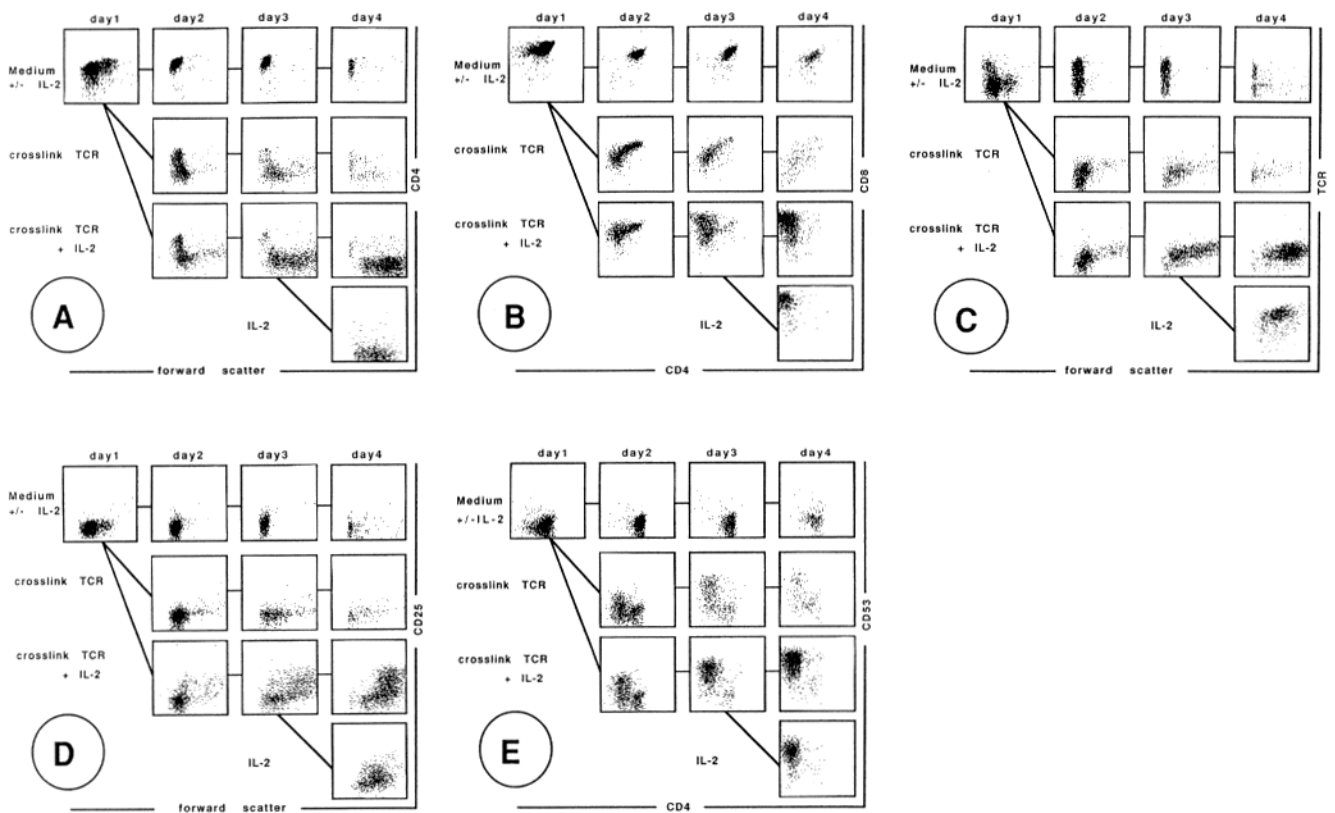 day1 day2 day3 day4
Medium
+/- IL-2
crosslink TCR
crosslink TCR
+ IL-2
IL-2
CD4
A
forward scatter
day1 day2 day3 day4
Medium
+/- IL-2
crosslink TCR
crosslink TCR
+ IL-2
IL-2
CD8
B
CD4
day1 day2 day3 day4
Medium
+/- IL-2
crosslink TCR
crosslink TCR
+ IL-2
IL-2
TCR
C
forward scatter
day1 day2 day3 day4
Medium
+/- IL-2
crosslink TCR
crosslink TCR
+ IL-2
IL-2
CD25
D
forward scatter
day1 day2 day3 day4
Medium
+/-IL-2
crosslink TCR
crosslink TCR
+ IL-2
IL-2
CD53
E
CD4